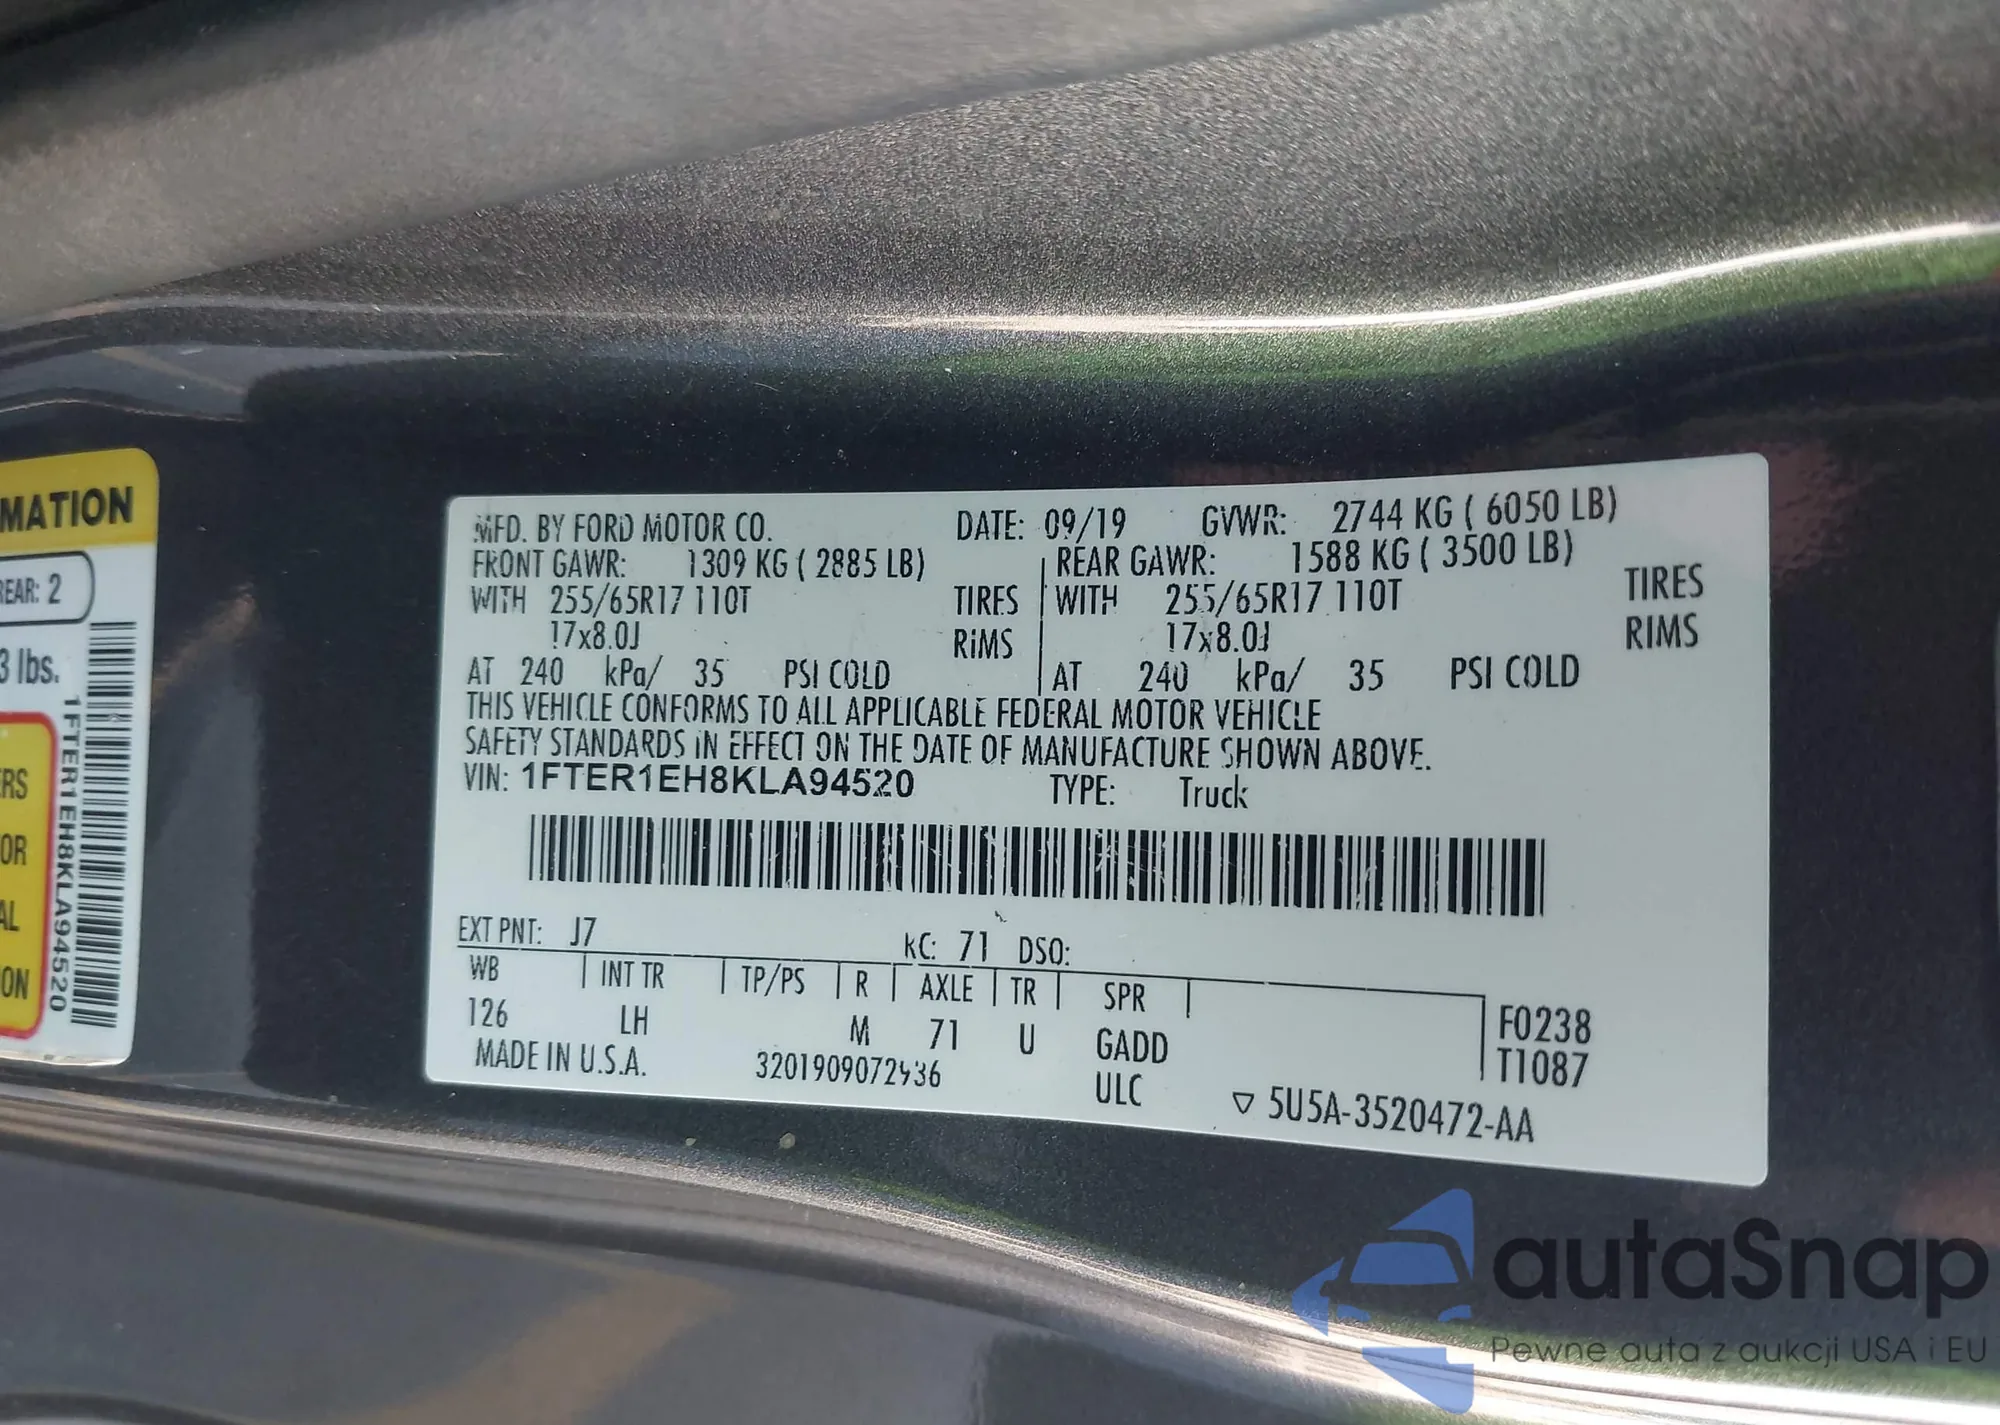 MATION
REAR: 2
3 lbs.
RS
OR
AL
ON
1FTER1EH8KLA94520
MFD. BY FORD MOTOR CO. DATE: 09/19 GVWR: 2744 KG ( 6050 LB)
FRONT GAWR: 1309 KG ( 2885 LB) REAR GAWR: 1588 KG ( 3500 LB)
WITH 255/65R17 110T TIRES WITH 255/65R17 110T TIRES
17x8.0J RIMS 17x8.0J RIMS
AT 240 kPa/ 35 PSI COLD AT 240 kPa/ 35 PSI COLD
THIS VEHICLE CONFORMS TO ALL APPLICABLE FEDERAL MOTOR VEHICLE
SAFETY STANDARDS IN EFFECT ON THE DATE OF MANUFACTURE SHOWN ABOVE.
VIN: 1FTER1EH8KLA94520 TYPE: Truck
EXT PNT: J7 RC: 71 DSO:
WB INT TR TP/PS R AXLE TR SPR
126 LH M 71 U GADD F0238
MADE IN U.S.A. ULC T1087
▽ 5U5A-3520472-AA
autaSnap
Pewne auta z aukcji USA i EU